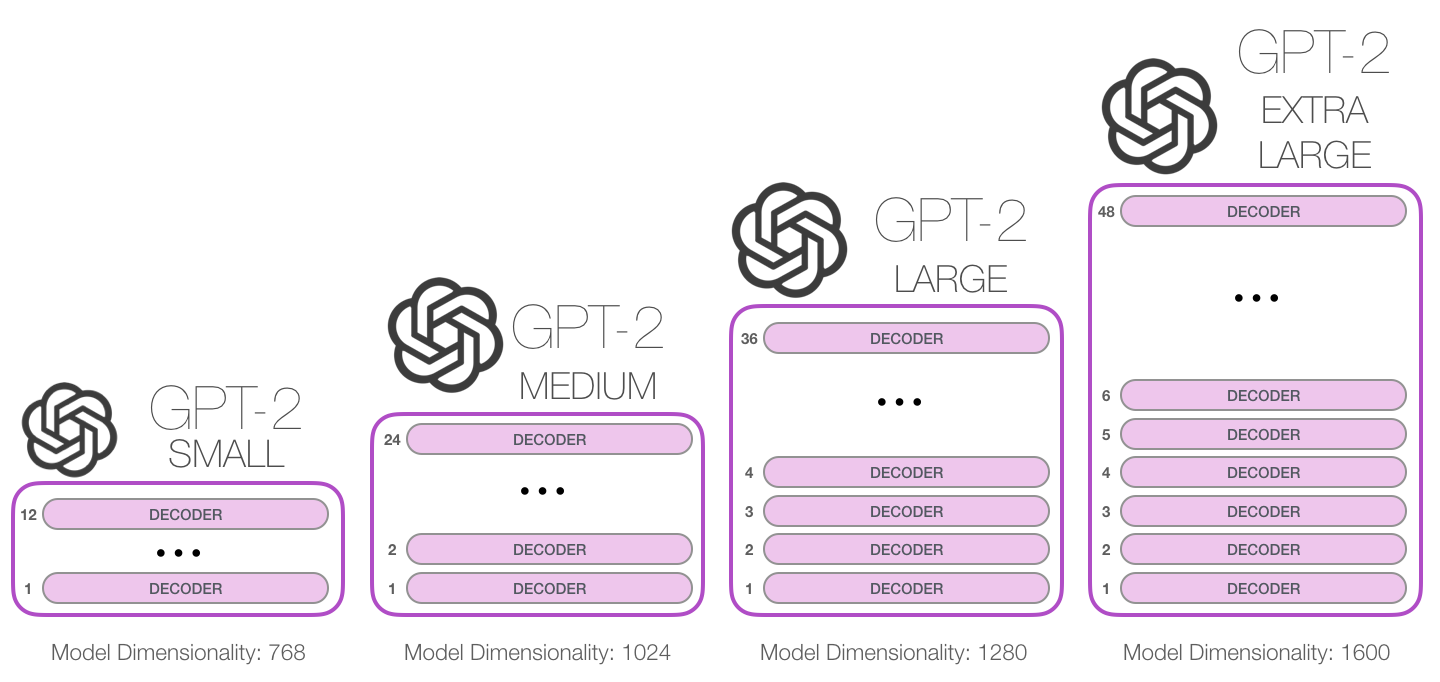 GPT-2
SMALL
12 DECODER
...
1 DECODER
Model Dimensionality: 768
GPT-2
MEDIUM
24 DECODER
...
2 DECODER
1 DECODER
Model Dimensionality: 1024
GPT-2
LARGE
36 DECODER
...
4 DECODER
3 DECODER
2 DECODER
1 DECODER
Model Dimensionality: 1280
GPT-2
EXTRA
LARGE
48 DECODER
...
6 DECODER
5 DECODER
4 DECODER
3 DECODER
2 DECODER
1 DECODER
Model Dimensionality: 1600